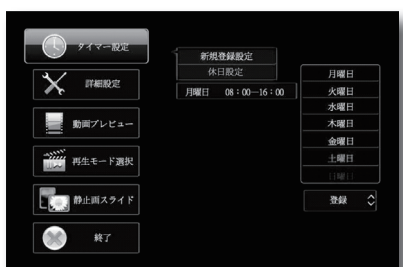 タイマー設定
詳細設定
動画プレビュー
再生モード選択
静止画スライド
終了
新規登録設定
休日設定
月曜日 08:00—16:00
月曜日
火曜日
水曜日
木曜日
金曜日
土曜日
日曜日
登録